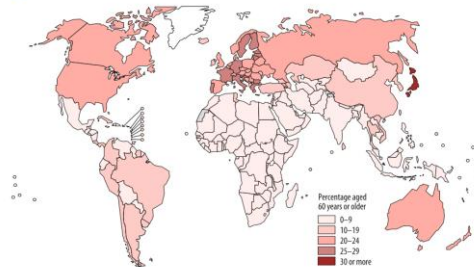 Percentage aged
60 years or older
0–9
10–19
20–24
25–29
30 or more